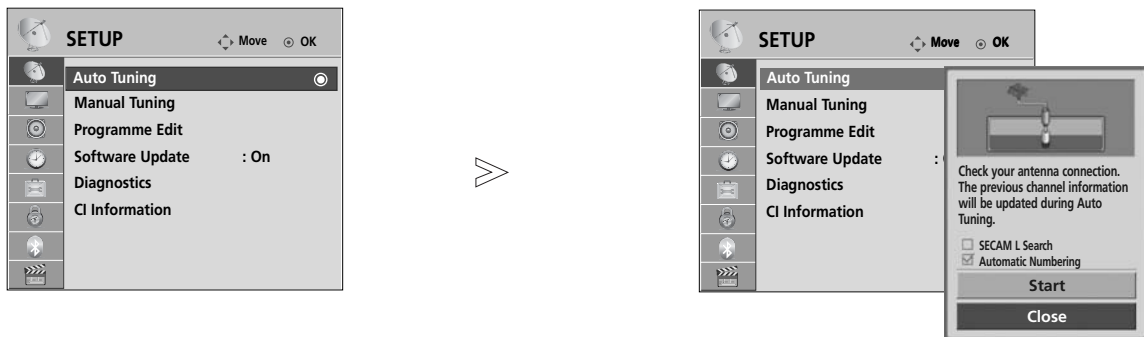 SETUP Move OK
Auto Tuning
Manual Tuning
Programme Edit
Software Update : On
Diagnostics
CI Information
SETUP Move OK
Auto Tuning
Manual Tuning
Programme Edit
Software Update :
Diagnostics
CI Information
Check your antenna connection.
The previous channel information
will be updated during Auto
Tuning.
SECAM L Search
Automatic Numbering
Start
Close